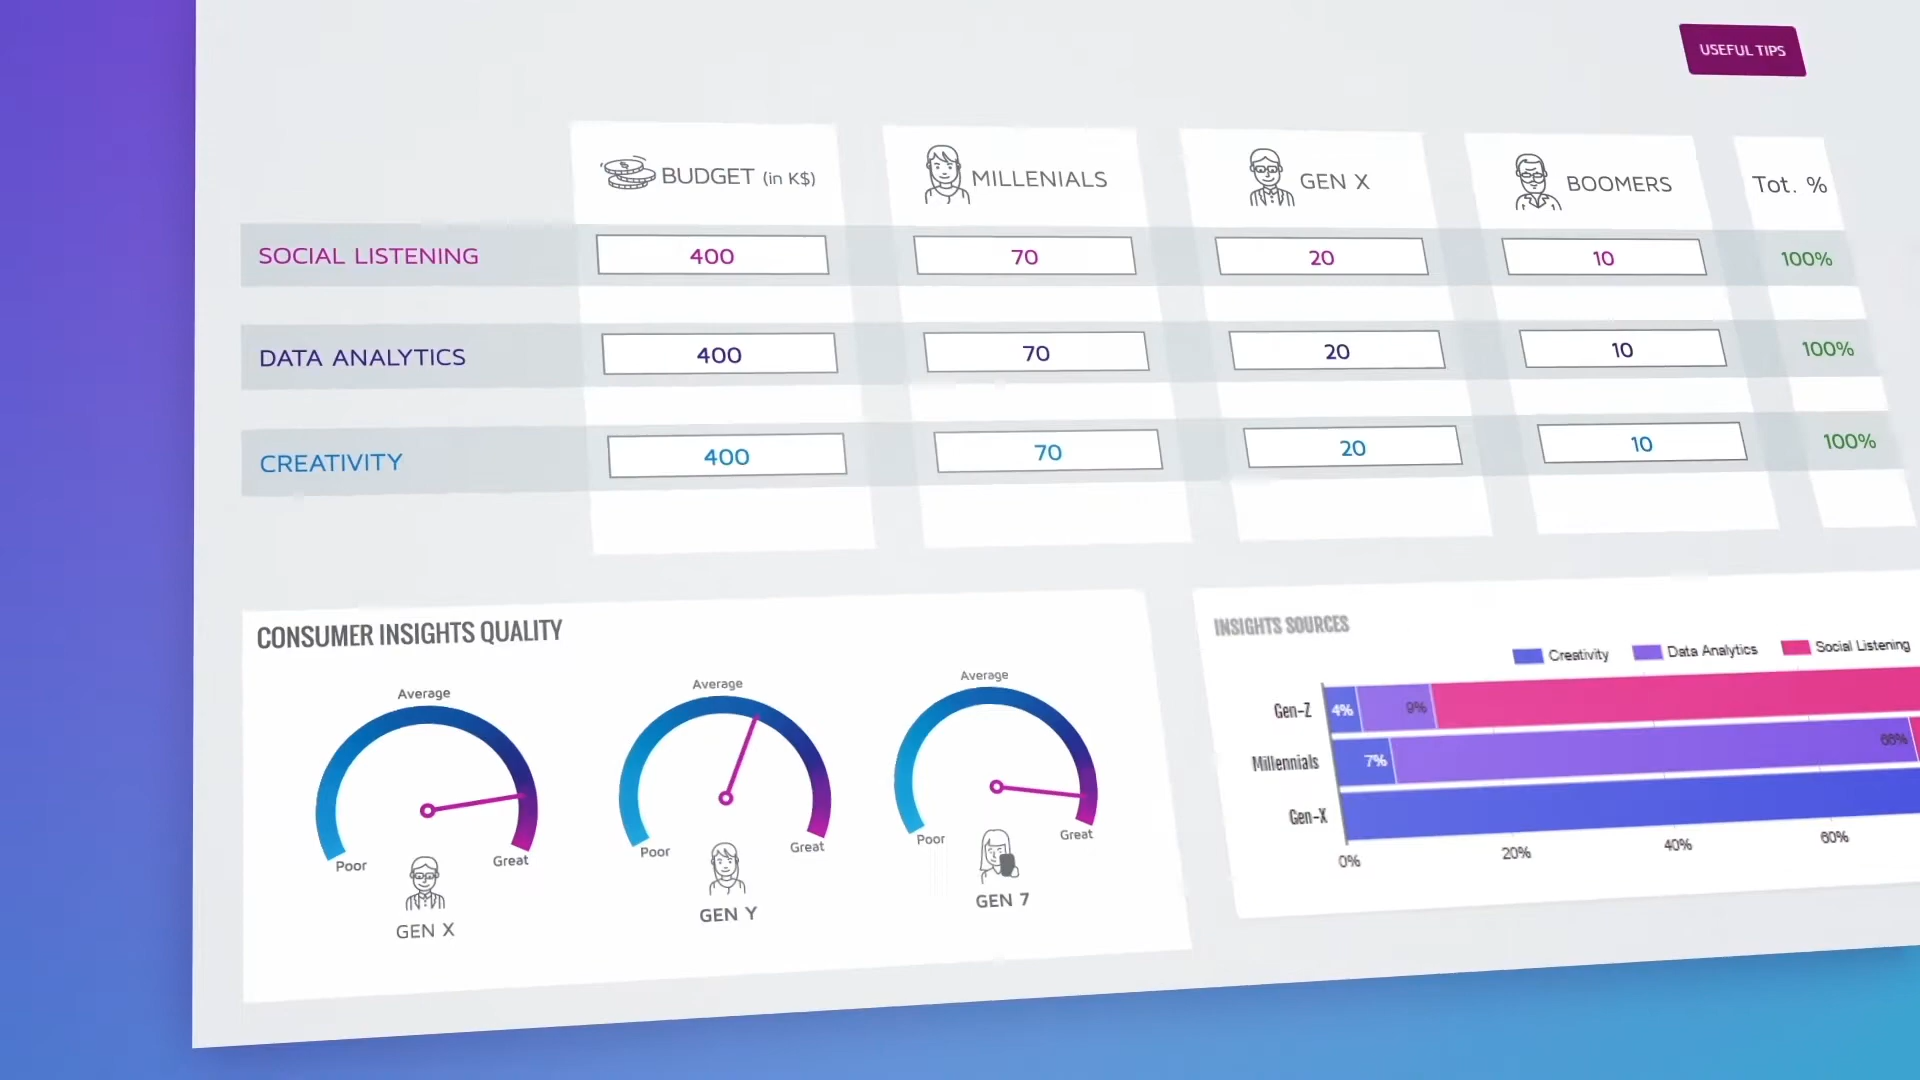 USEFUL TIPS
BUDGET (in K$) MILLENIALS GEN X BOOMERS Tot. %
SOCIAL LISTENING 400 70 20 10 100%
DATA ANALYTICS 400 70 20 10 100%
CREATIVITY 400 70 20 10 100%
CONSUMER INSIGHTS QUALITY
Average
Poor
Great
GEN X
Average
Poor
Great
GEN Y
Average
Poor
Great
GEN 7
INSIGHTS SOURCES
Creativity Data Analytics Social Listening
Gen-Z 4% 9%
Millennials 7% 66%
Gen-X
0% 20% 40% 60%